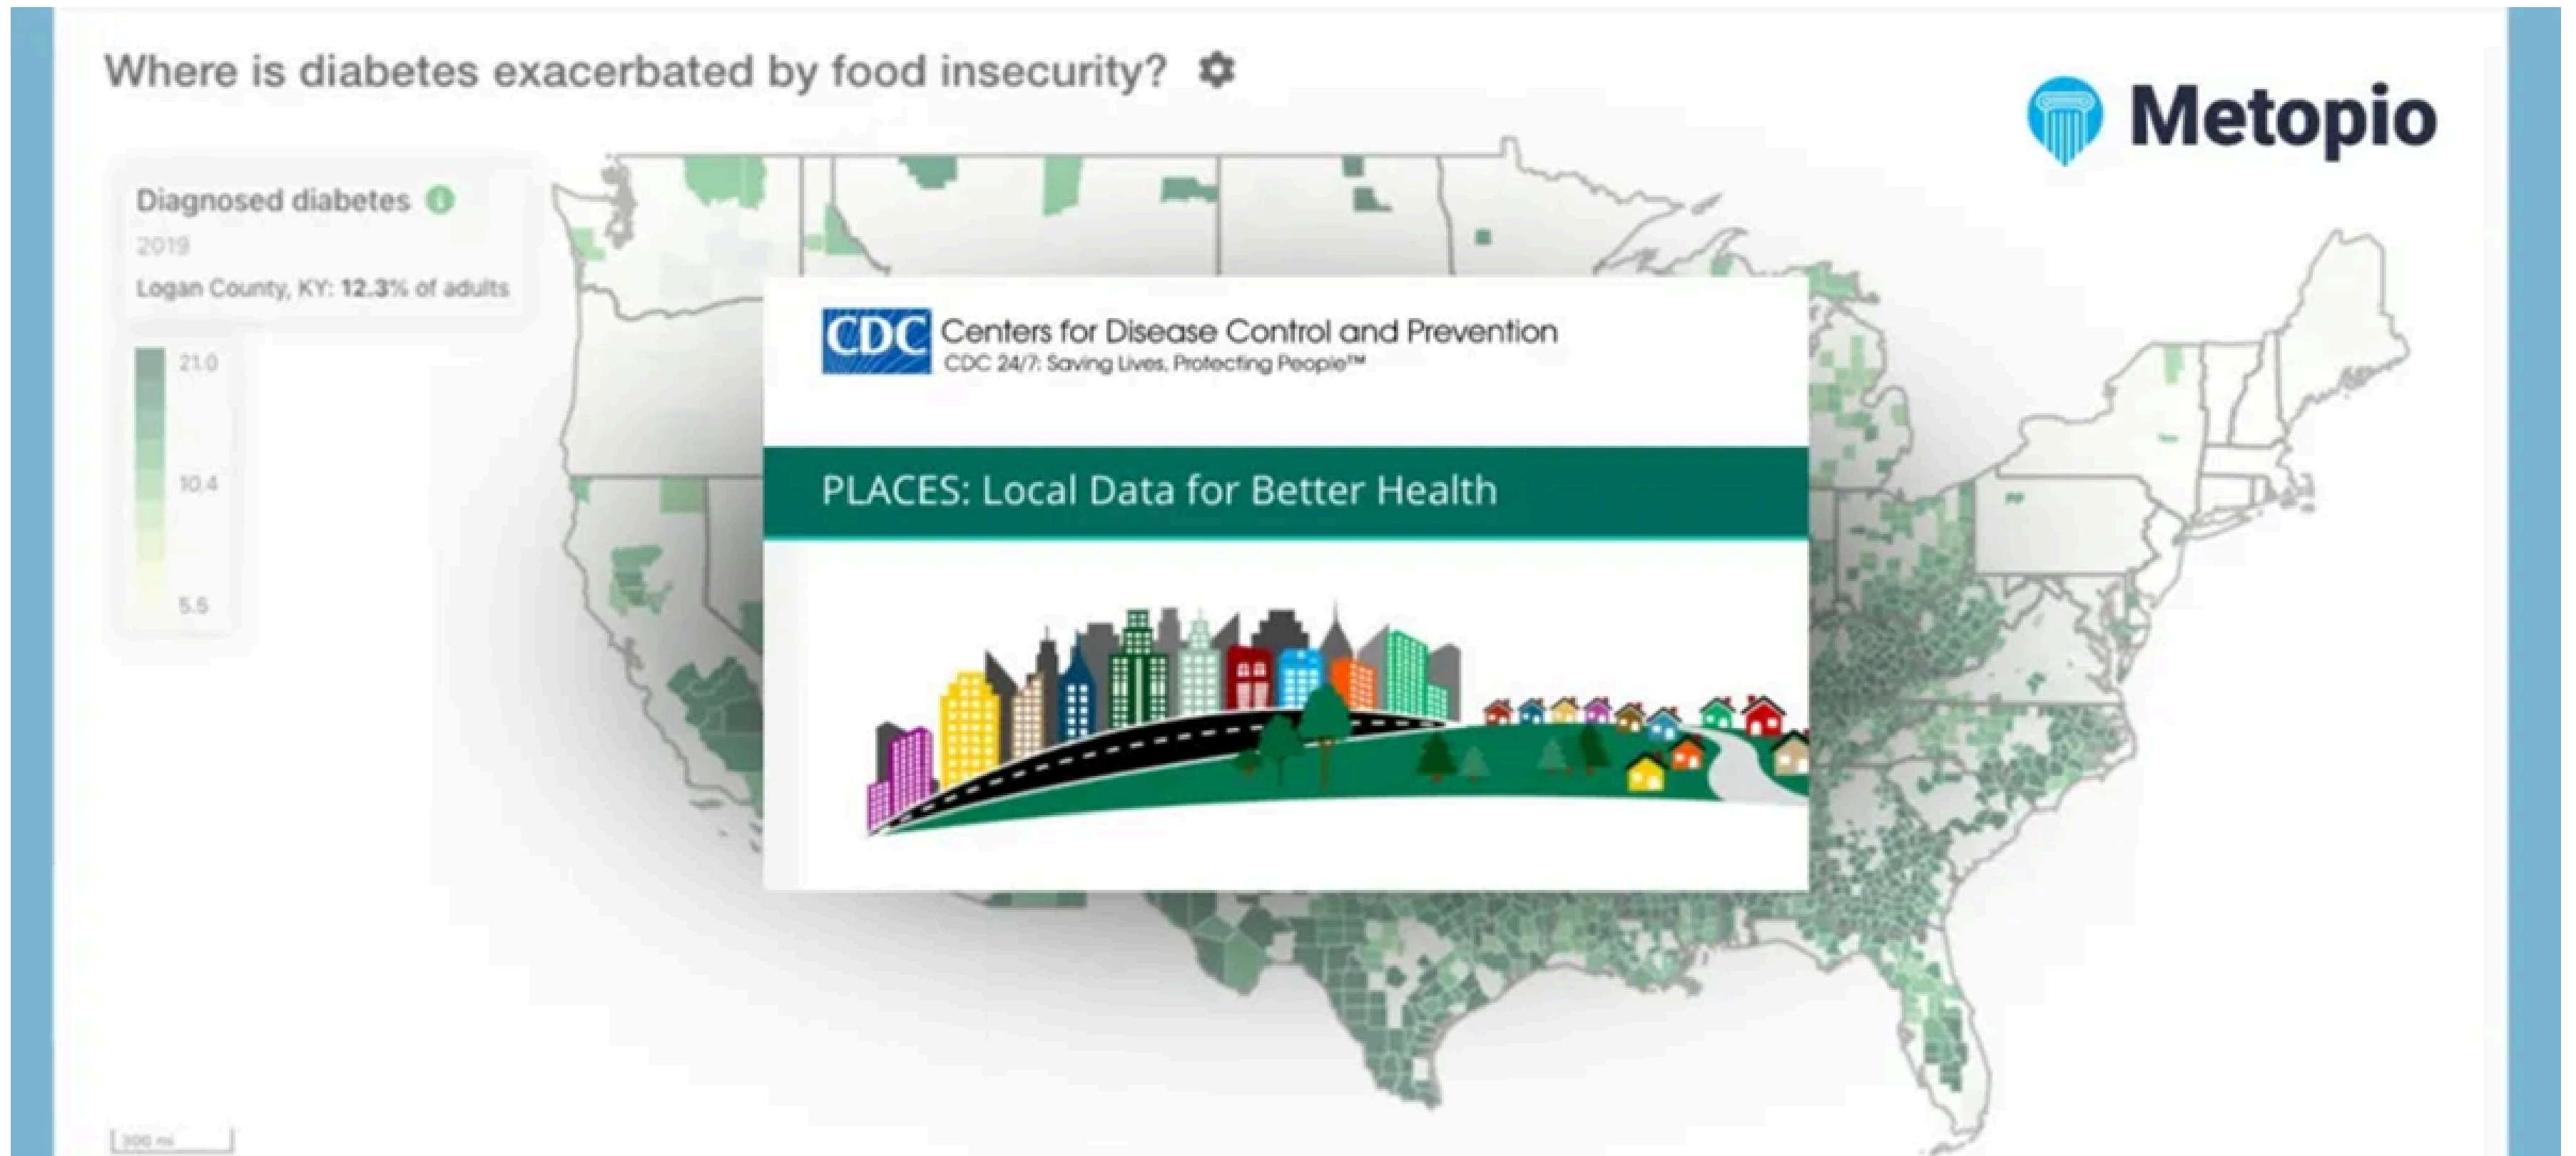 Where is diabetes exacerbated by food insecurity?
Metopio
Diagnosed diabetes
2019
Logan County, KY: 12.3% of adults
21.0
10.4
5.5
CDC Centers for Disease Control and Prevention
CDC 24/7: Saving Lives, Protecting People™
PLACES: Local Data for Better Health
300 mi